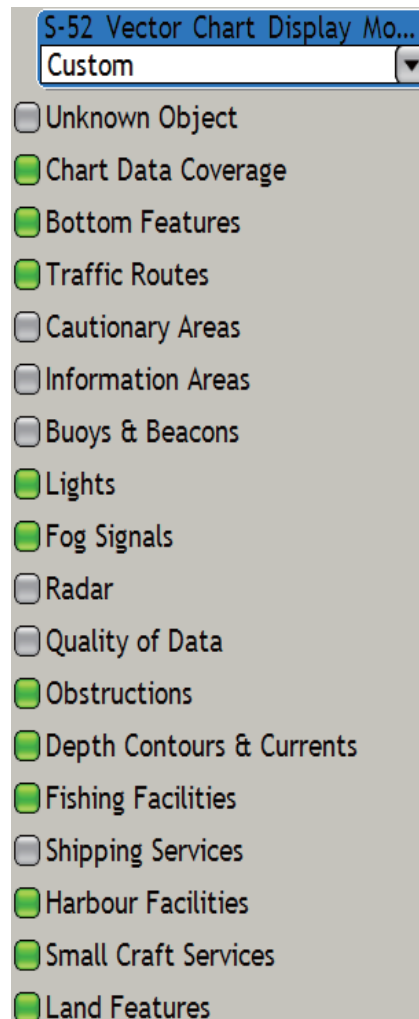 S-52 Vector Chart Display Mo...
Custom
Unknown Object
Chart Data Coverage
Bottom Features
Traffic Routes
Cautionary Areas
Information Areas
Buoys & Beacons
Lights
Fog Signals
Radar
Quality of Data
Obstructions
Depth Contours & Currents
Fishing Facilities
Shipping Services
Harbour Facilities
Small Craft Services
Land Features